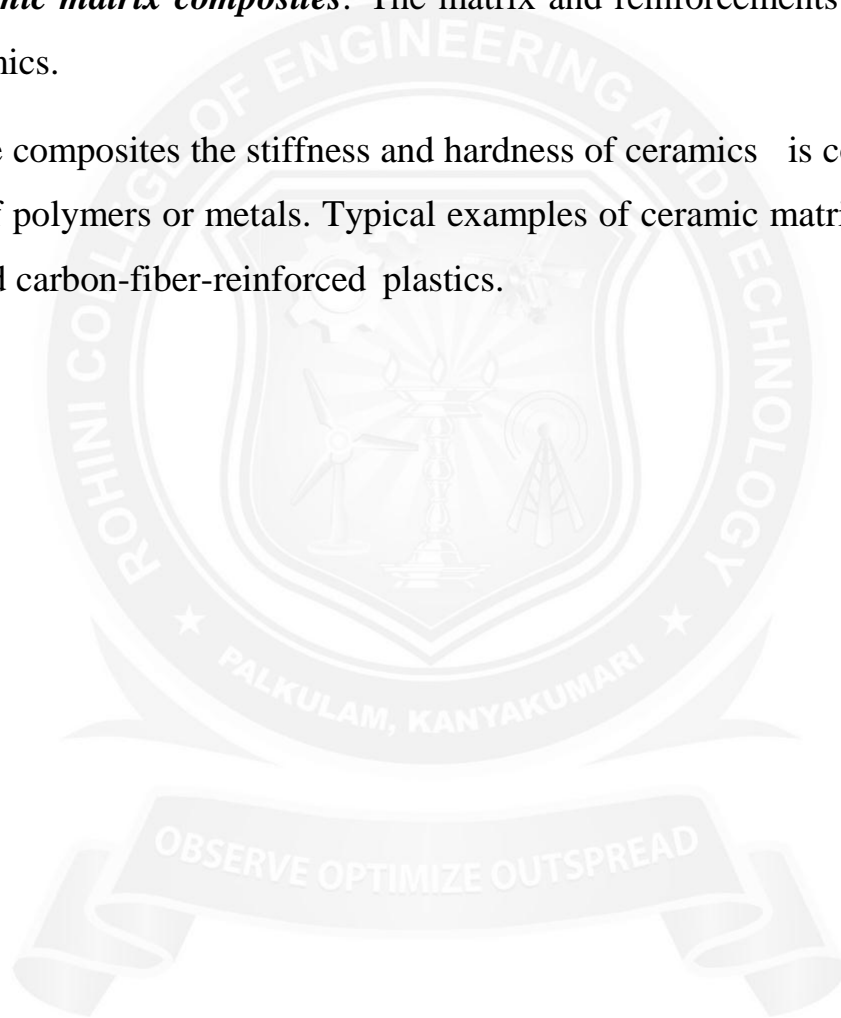 nic matrix composites: The matrix and reinforcements
nics.
e composites the stiffness and hardness of ceramics is c
f polymers or metals. Typical examples of ceramic matri
d carbon-fiber-reinforced plastics.
ROHINI COLLEGE OF ENGINEERING AND TECHNOLOGY
PALKULAM, KANYAKUMARI
OBSERVE OPTIMIZE OUTSPREAD